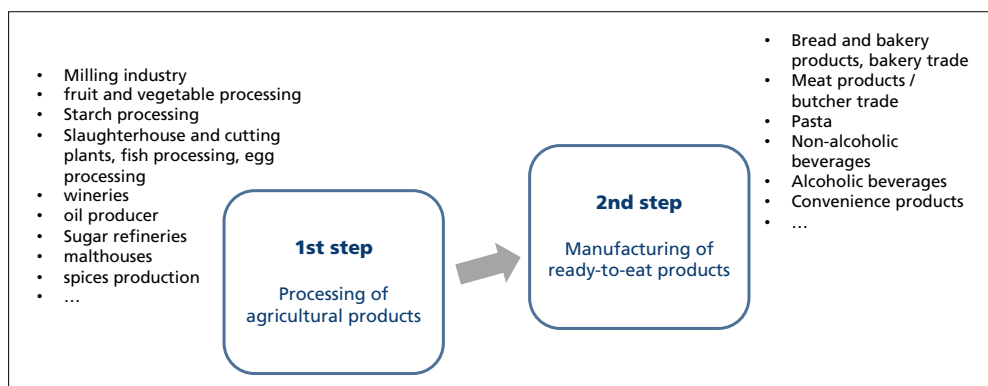 • Milling industry
• fruit and vegetable processing
• Starch processing
• Slaughterhouse and cutting
plants, fish processing, egg
processing
• wineries
• oil producer
• Sugar refineries
• malthouses
• spices production
• …
1st step
Processing of
agricultural products
2nd step
Manufacturing of
ready-to-eat products
• Bread and bakery
products, bakery trade
• Meat products /
butcher trade
• Pasta
• Non-alcoholic
beverages
• Alcoholic beverages
• Convenience products
• …